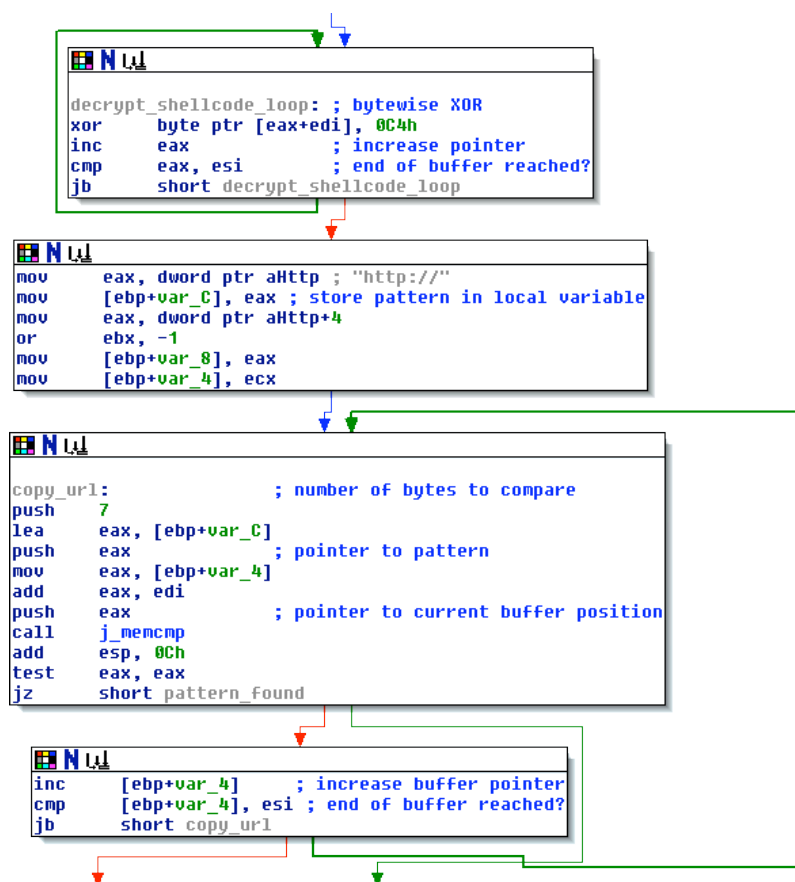 N
decrypt_shellcode_loop: ; bytewise XOR
xor byte ptr [eax+edi], 0C4h
inc eax ; increase pointer
cmp eax, esi ; end of buffer reached?
jb short decrypt_shellcode_loop
N
mov eax, dword ptr aHttp ; "http://"
mov [ebp+var_C], eax ; store pattern in local variable
mov eax, dword ptr aHttp+4
or ebx, -1
mov [ebp+var_8], eax
mov [ebp+var_4], ecx
N
copy_url: ; number of bytes to compare
push 7
lea eax, [ebp+var_C]
push eax ; pointer to pattern
mov eax, [ebp+var_4]
add eax, edi
push eax ; pointer to current buffer position
call j_memcmp
add esp, 0Ch
test eax, eax
jz short pattern_found
N
inc [ebp+var_4] ; increase buffer pointer
cmp [ebp+var_4], esi ; end of buffer reached?
jb short copy_url